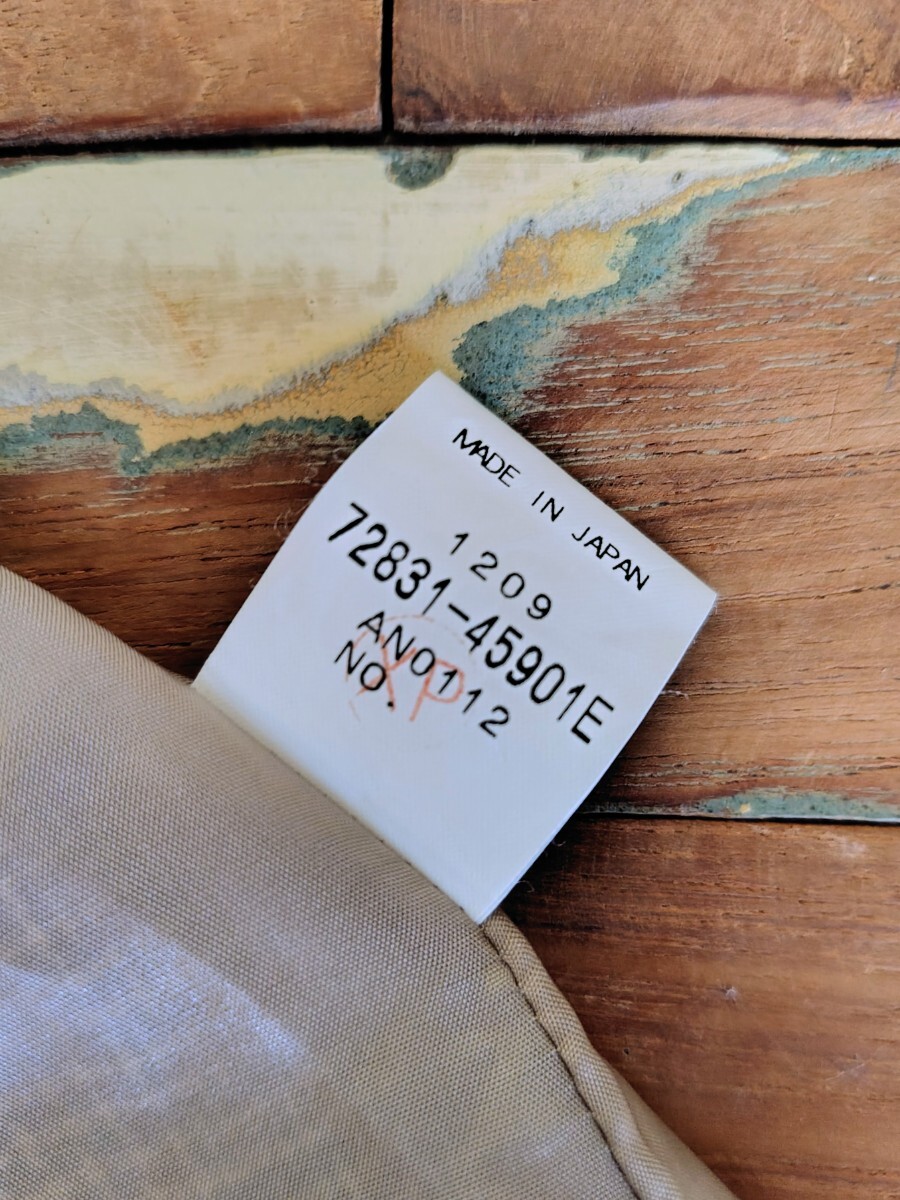 MADE IN JAPAN
1209
72831-45901E
AN0112
NO.